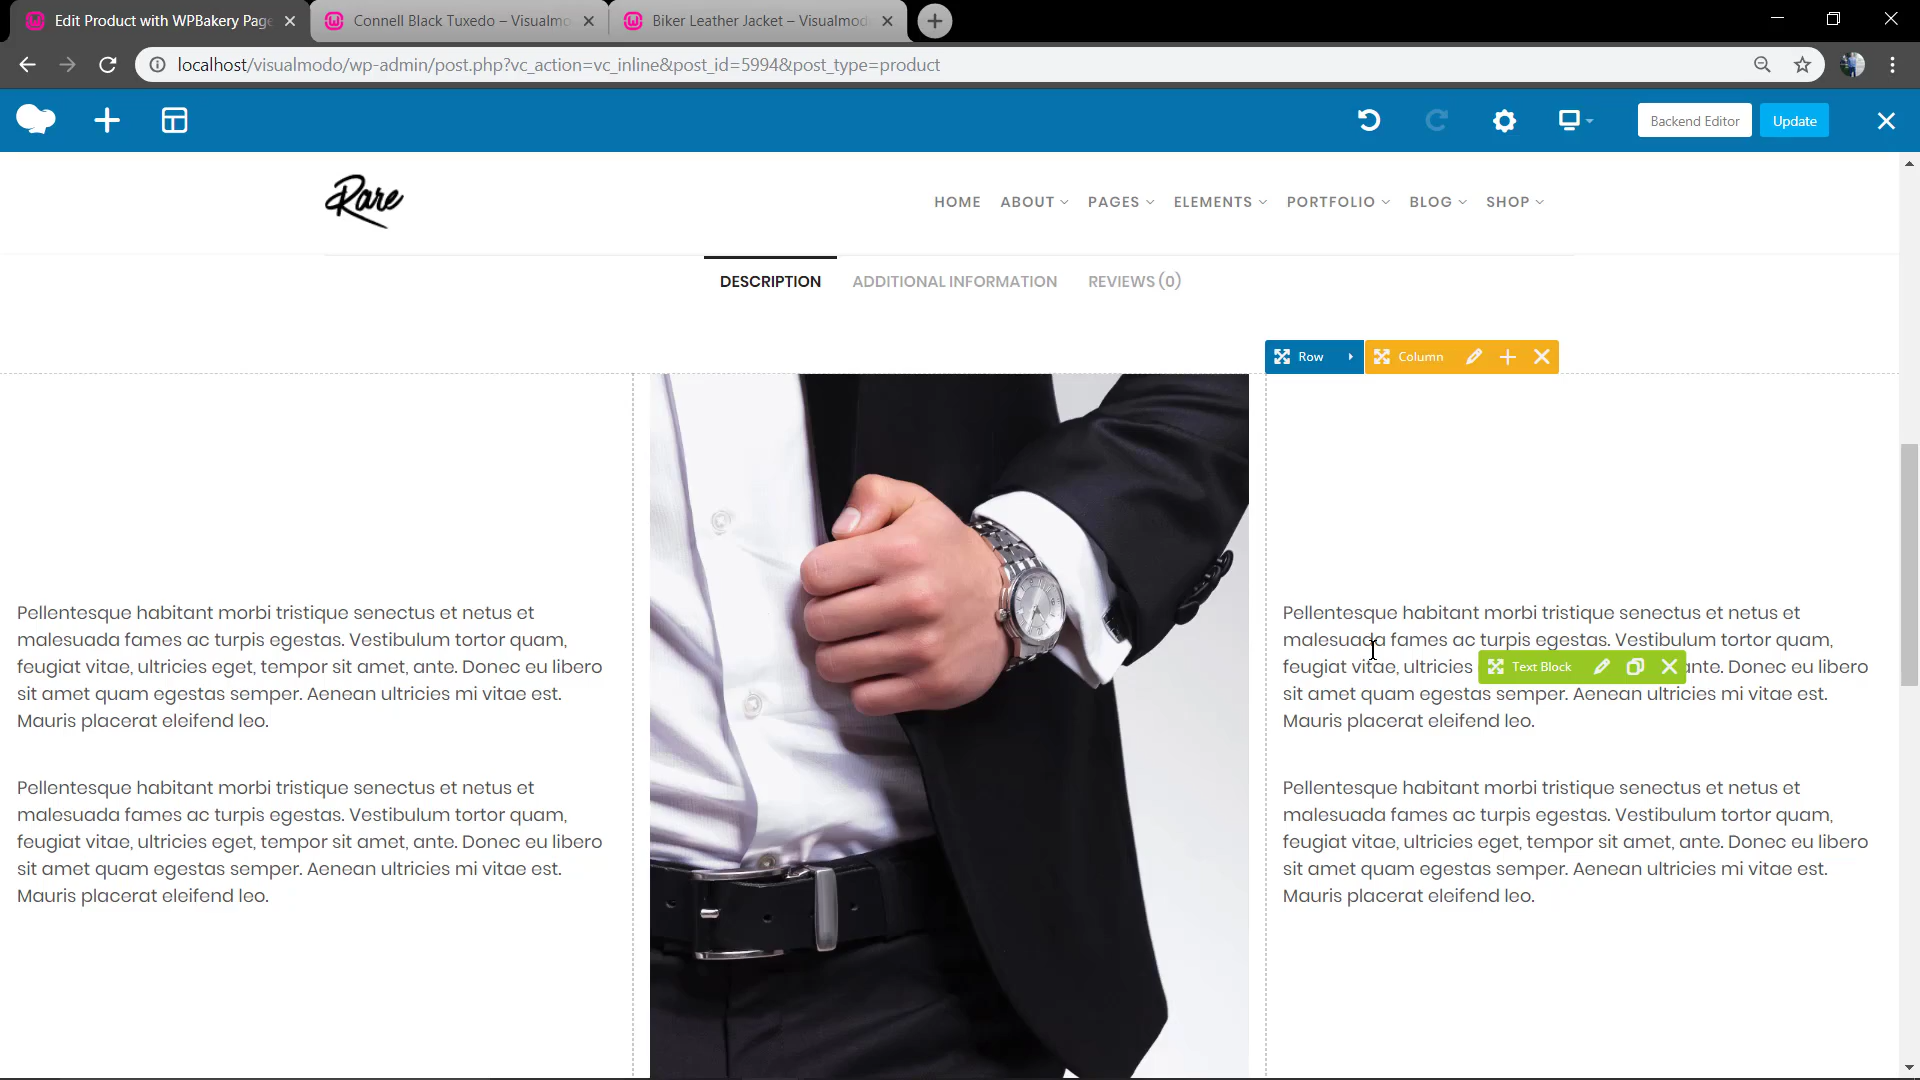 Edit Product with WPBakery Page
Connell Black Tuxedo – Visualmo
Biker Leather Jacket – Visualmod
localhost/visualmodo/wp-admin/post.php?vc_action=vc_inline&post_id=5994&post_type=product
Backend Editor
Update
Rare
HOME
ABOUT
PAGES
ELEMENTS
PORTFOLIO
BLOG
SHOP
DESCRIPTION
ADDITIONAL INFORMATION
REVIEWS (0)
Row
Column
Pellentesque habitant morbi tristique senectus et netus et
malesuada fames ac turpis egestas. Vestibulum tortor quam,
feugiat vitae, ultricies eget, tempor sit amet, ante. Donec eu libero
sit amet quam egestas semper. Aenean ultricies mi vitae est.
Mauris placerat eleifend leo.
Pellentesque habitant morbi tristique senectus et netus et
malesuada fames ac turpis egestas. Vestibulum tortor quam,
feugiat vitae, ultricies eget, tempor sit amet, ante. Donec eu libero
sit amet quam egestas semper. Aenean ultricies mi vitae est.
Mauris placerat eleifend leo.
Pellentesque habitant morbi tristique senectus et netus et
malesuada fames ac turpis egestas. Vestibulum tortor quam,
feugiat vitae, ultricies Text Block ante. Donec eu libero
sit amet quam egestas semper. Aenean ultricies mi vitae est.
Mauris placerat eleifend leo.
Pellentesque habitant morbi tristique senectus et netus et
malesuada fames ac turpis egestas. Vestibulum tortor quam,
feugiat vitae, ultricies eget, tempor sit amet, ante. Donec eu libero
sit amet quam egestas semper. Aenean ultricies mi vitae est.
Mauris placerat eleifend leo.